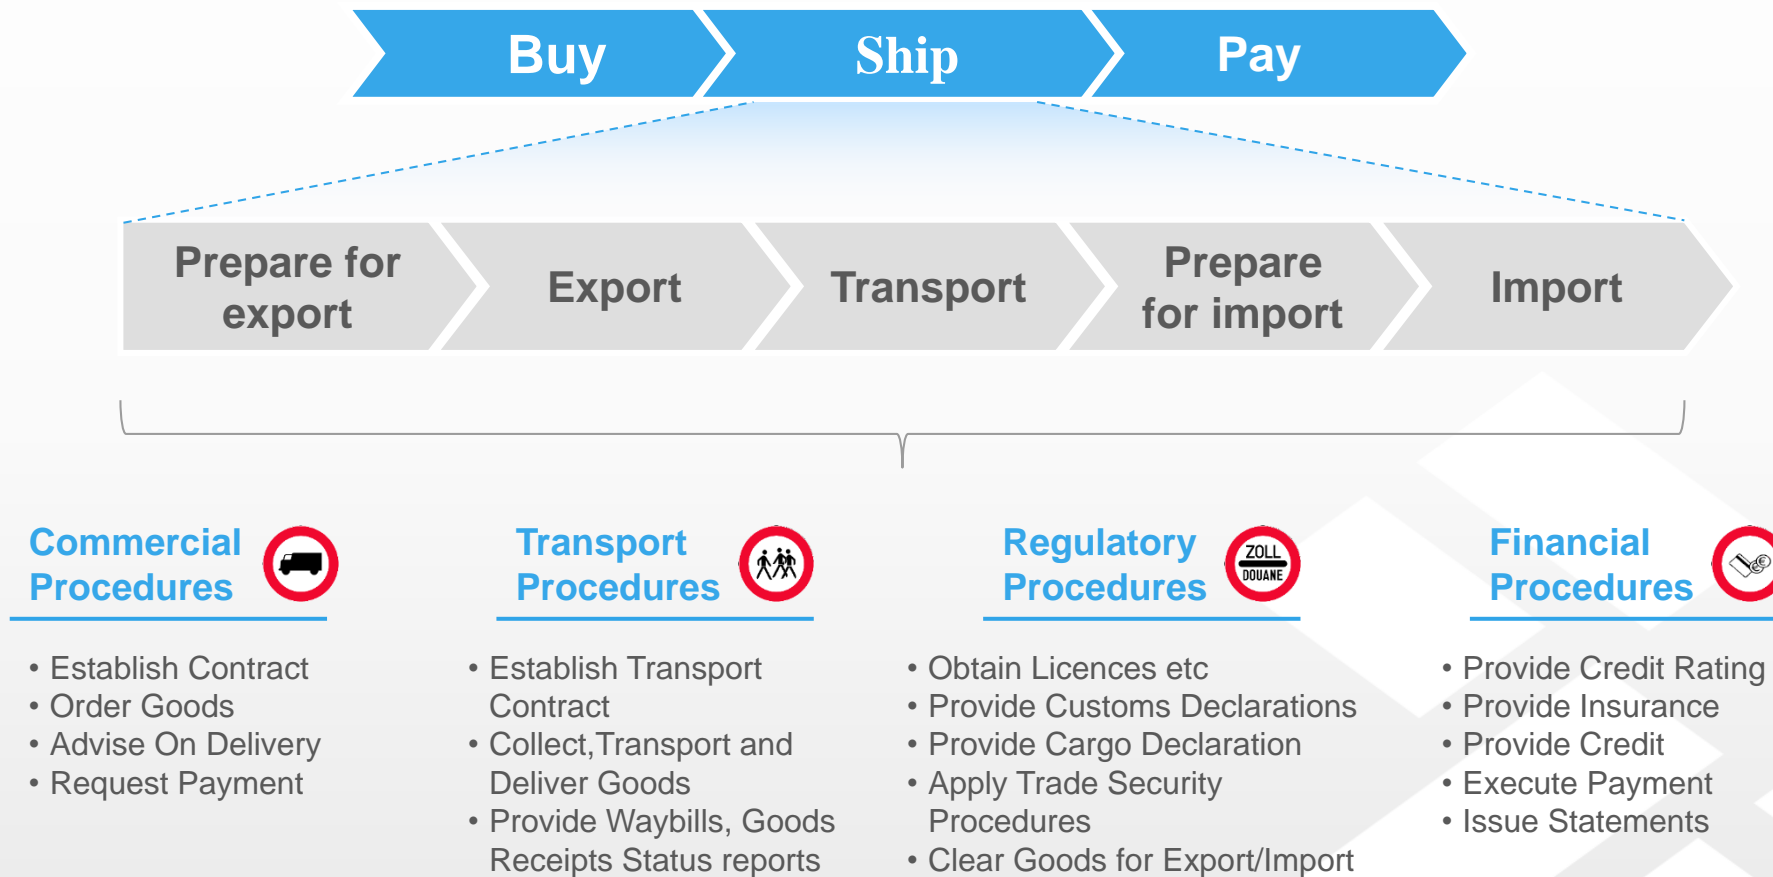 Buy
Ship
Pay
Prepare for
export
Export
Transport
Prepare
for import
Import
Commercial
Procedures
Transport
Procedures
Regulatory
Procedures
ZOLL
DOUANE
Financial
Procedures
• Establish Contract
• Order Goods
• Advise On Delivery
• Request Payment
• Establish Transport
Contract
• Collect,Transport and
Deliver Goods
• Provide Waybills, Goods
Receipts Status reports
• Obtain Licences etc
• Provide Customs Declarations
• Provide Cargo Declaration
• Apply Trade Security
Procedures
• Clear Goods for Export/Import
• Provide Credit Rating
• Provide Insurance
• Provide Credit
• Execute Payment
• Issue Statements